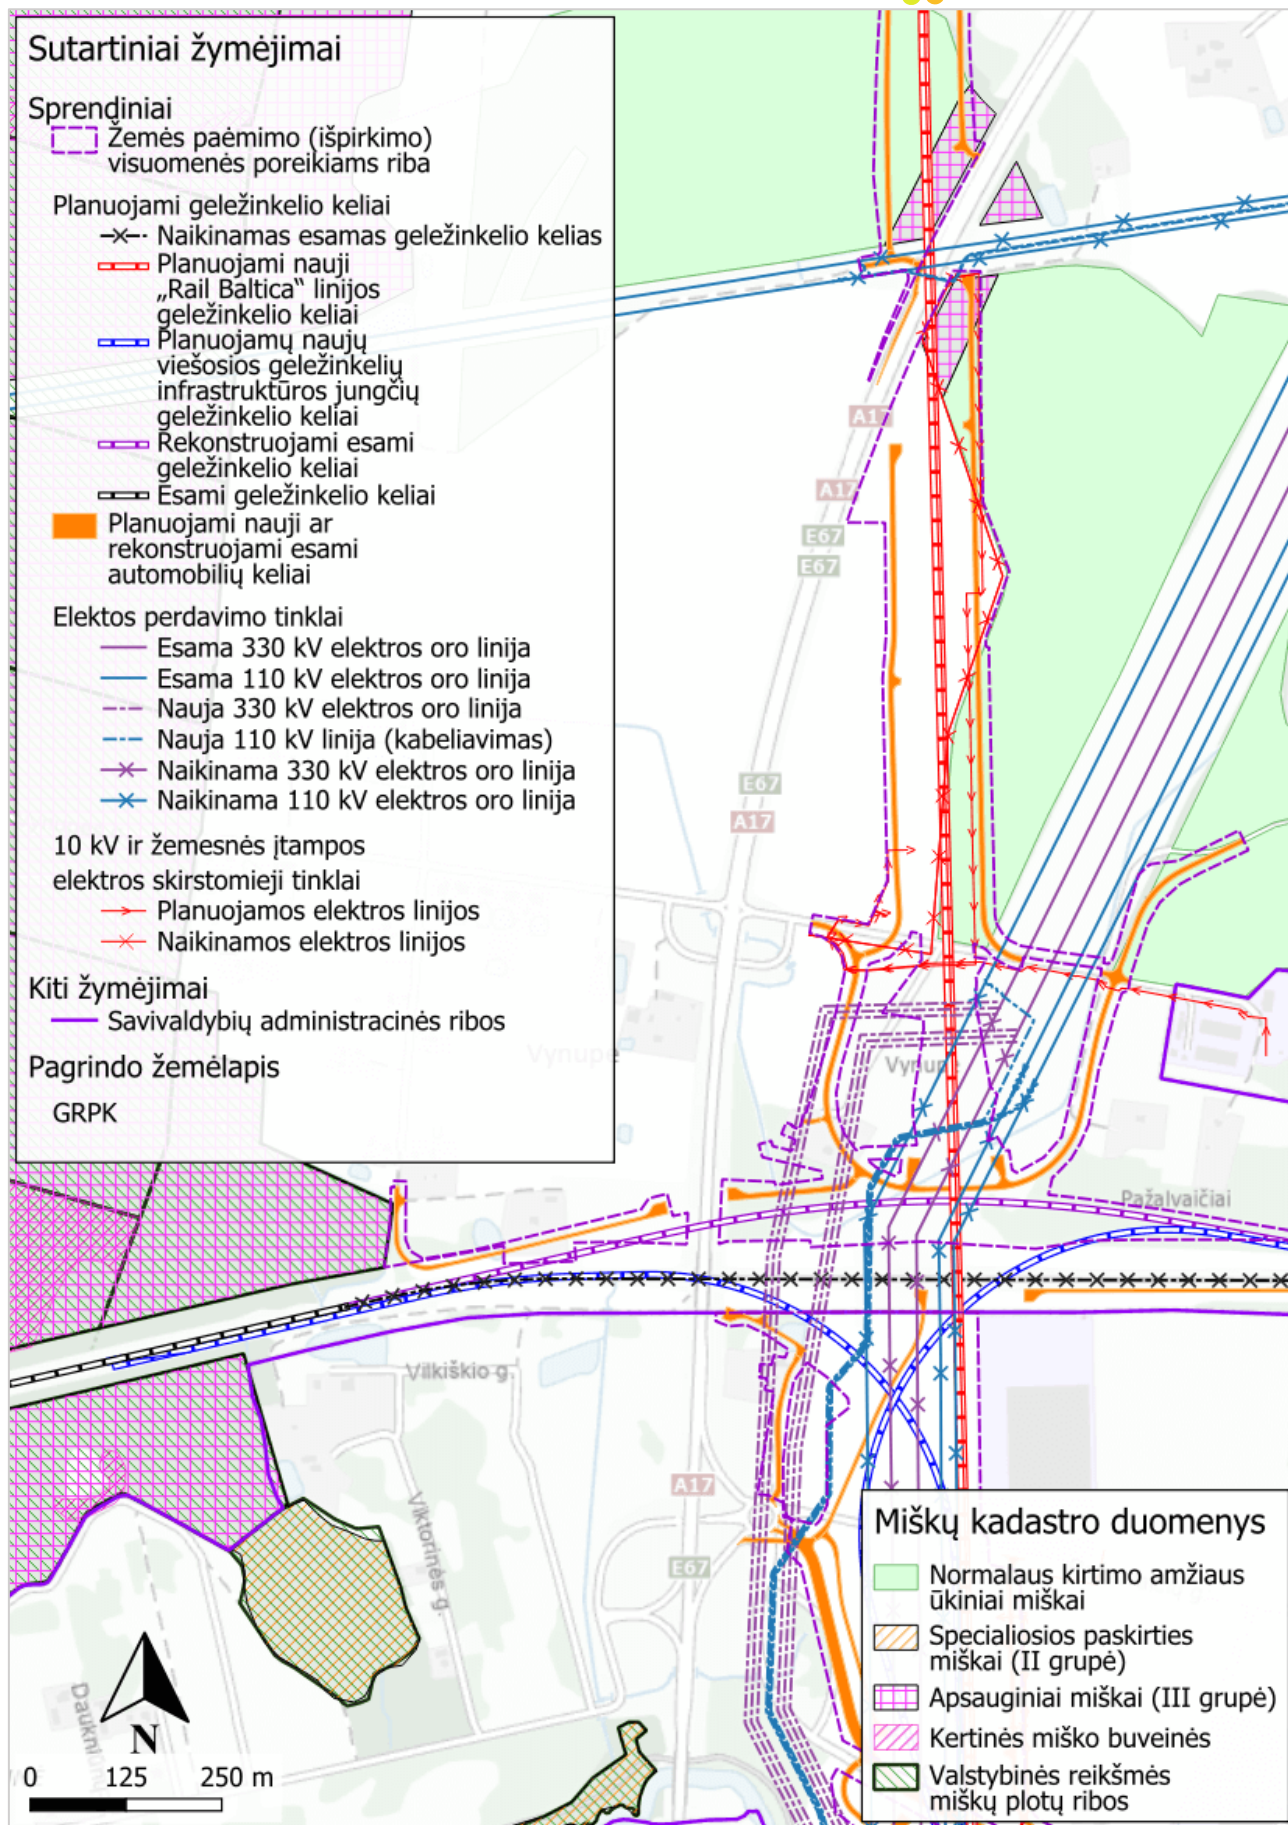 Sutartiniai žymėjimai
Sprendiniai
Žemės paėmimo (išpirkimo)
visuomenės poreikiams riba
Planuojami geležinkelio keliai
Naikinamas esamas geležinkelio kelias
Planuojami nauji
„Rail Baltica“ linijos
geležinkelio keliai
Planuojamų naujų
viešosios geležinkelių
infrastruktūros jungčių
geležinkelio keliai
Rekonstruojami esami
geležinkelio keliai
Esami geležinkelio keliai
Planuojami nauji ar
rekonstruojami esami
automobilių keliai
Elektos perdavimo tinklai
Esama 330 kV elektros oro linija
Esama 110 kV elektros oro linija
Nauja 330 kV elektros oro linija
Nauja 110 kV linija (kabeliavimas)
Naikinama 330 kV elektros oro linija
Naikinama 110 kV elektros oro linija
10 kV ir žemesnės įtampos
elektros skirstomieji tinklai
Planuojamos elektros linijos
Naikinamos elektros linijos
Kiti žymėjimai
Savivaldybių administracinės ribos
Pagrindo žemėlapis
GRPK
A17
A17
E67
E67
E67
A17
Vynupė
Vynupė
Pažalvaičiai
Vilkiškio g.
Viktorinės g.
A17
E67
N
0 125 250 m
Miškų kadastro duomenys
Normalaus kirtimo amžiaus
ūkiniai miškai
Specialiosios paskirties
miškai (II grupė)
Apsauginiai miškai (III grupė)
Kertinės miško buveinės
Valstybinės reikšmės
miškų plotų ribos